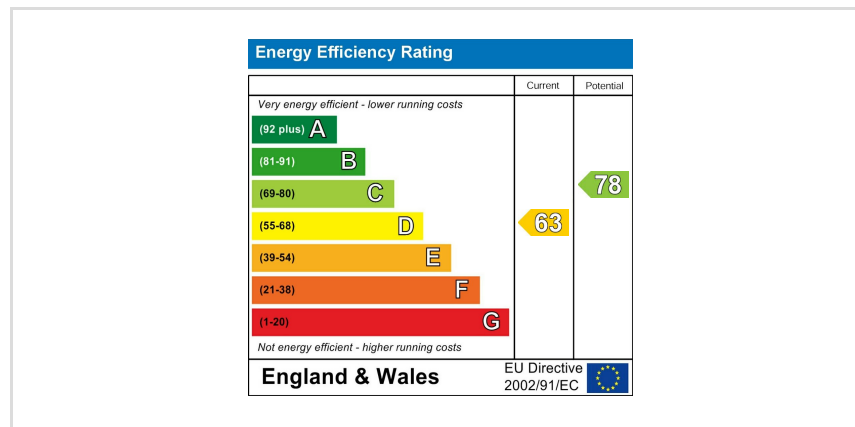 Energy Efficiency Rating
Current Potential
Very energy efficient - lower running costs
(92 plus) A
(81-91) B
(69-80) C
78
(55-68) D
63
(39-54) E
(21-38) F
(1-20) G
Not energy efficient - higher running costs
England & Wales
EU Directive
2002/91/EC